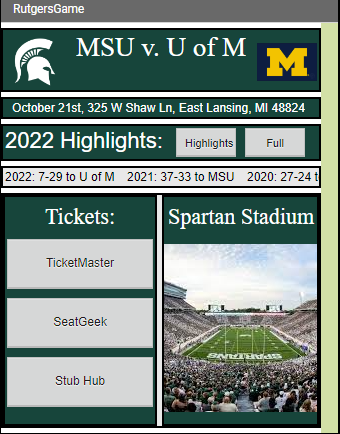 RutgersGame
MSU v. U of M
October 21st, 325 W Shaw Ln, East Lansing, MI 48824
2022 Highlights:
Highlights
Full
2022: 7-29 to U of M 2021: 37-33 to MSU 2020: 27-24 t
Tickets:
TicketMaster
SeatGeek
Stub Hub
Spartan Stadium
SPARTANS